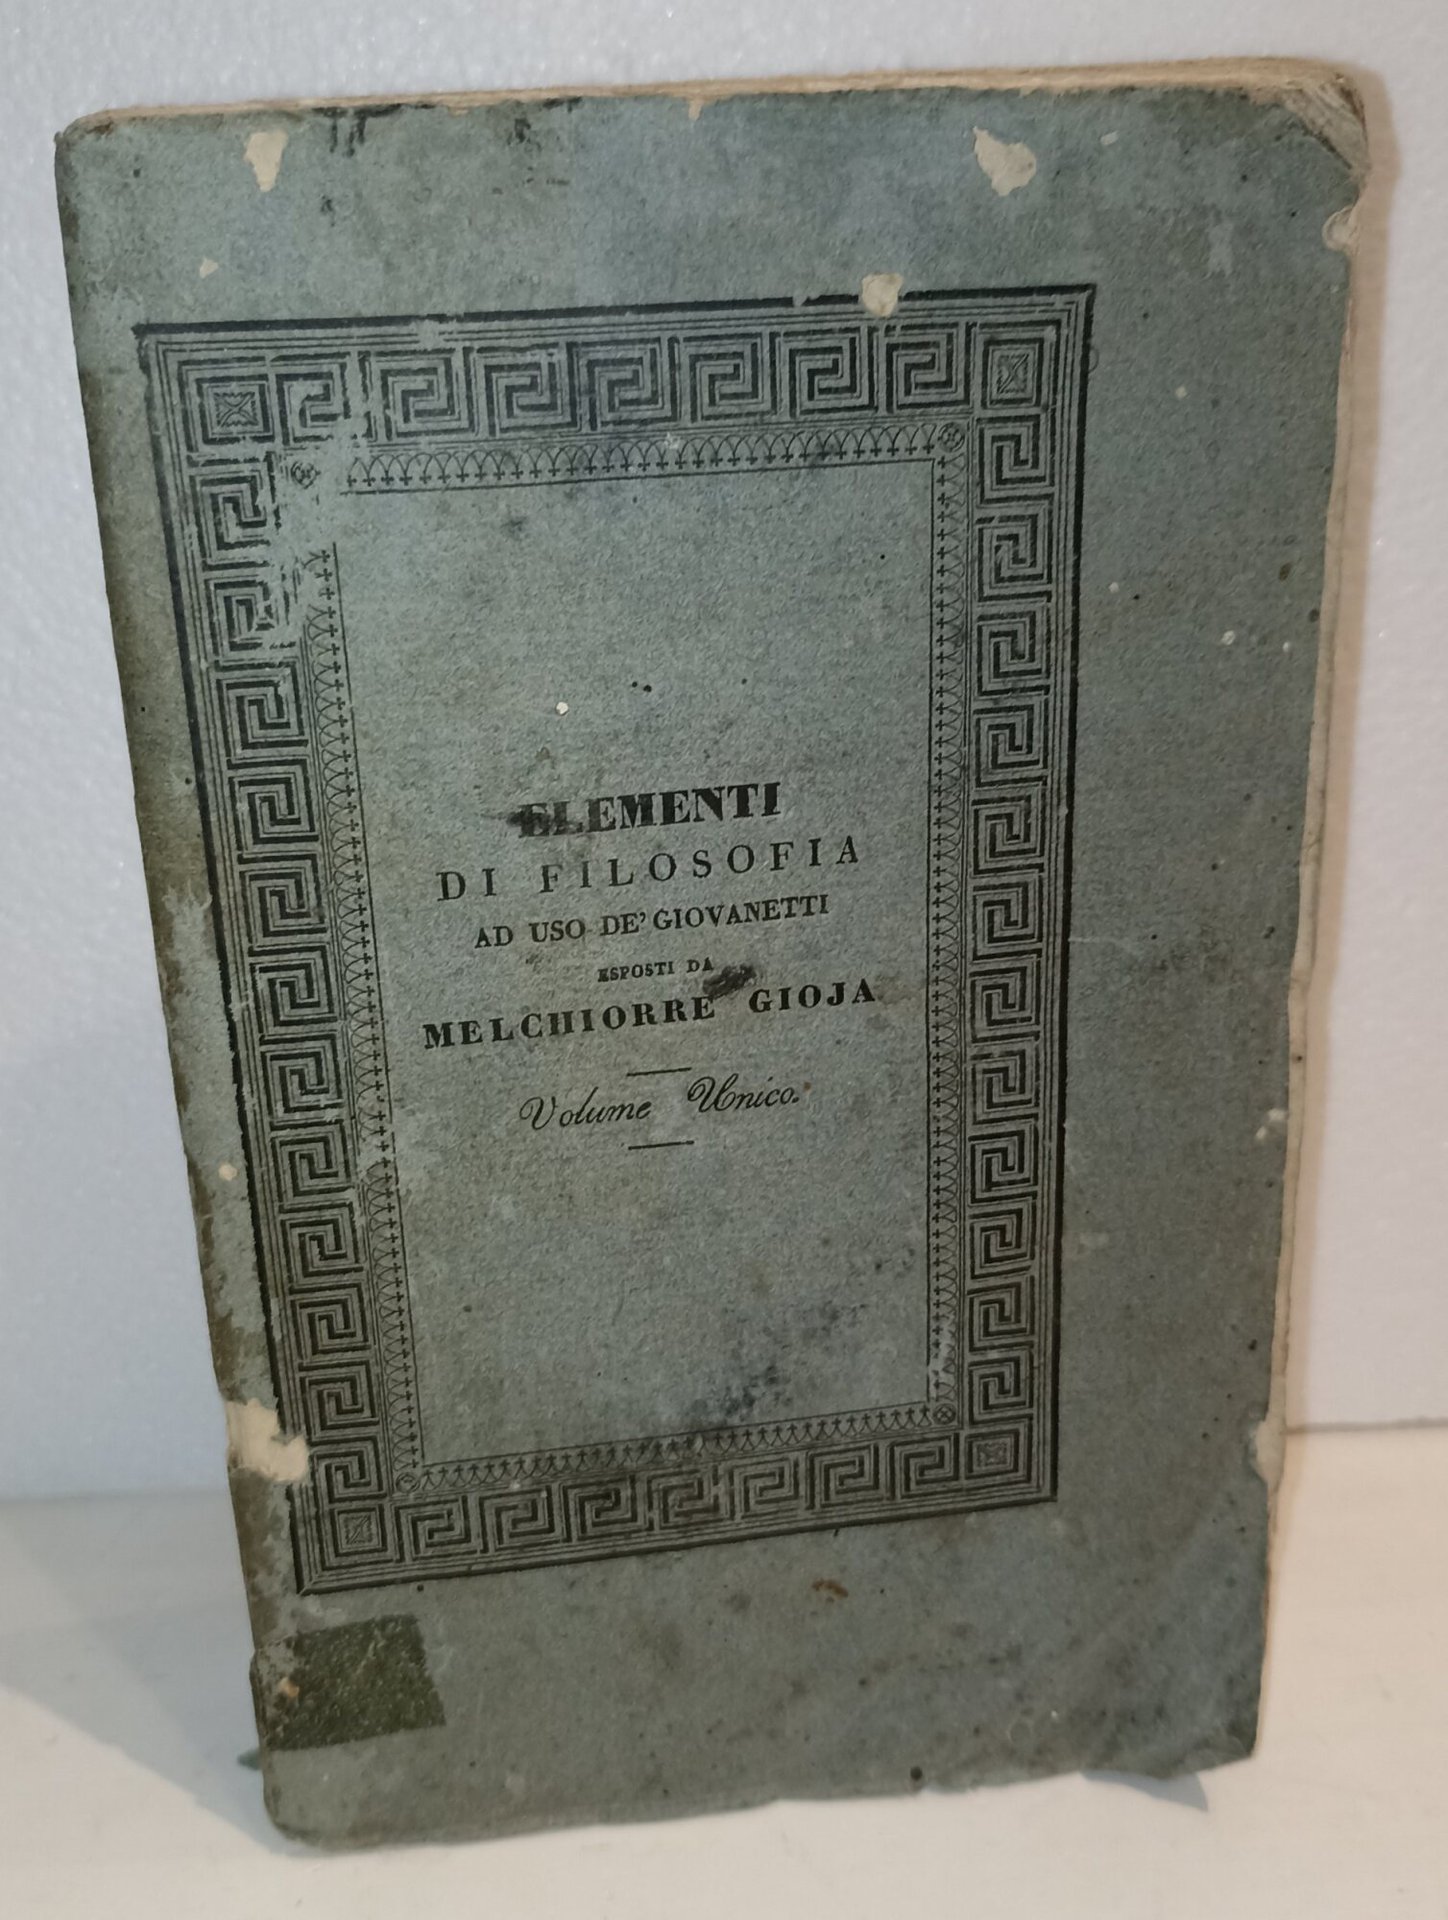 ELEMENTI
DI FILOSOFIA
AD USO DE' GIOVANETTI
ESPOSTI DA
MELCHIORRE GIOJA
Volume Unico.